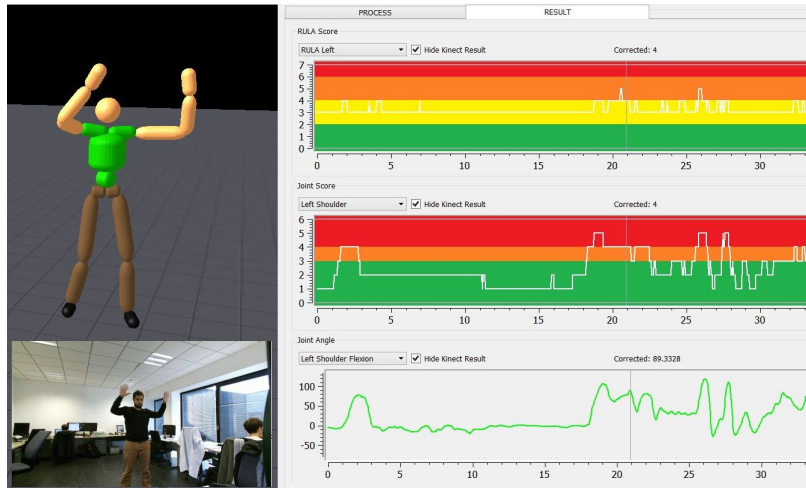 PROCESS RESULT
RULA Score
RULA Left Hide Kinect Result Corrected: 4
7
6
5
4
3
2
1
0
0 5 10 15 20 25 30
Joint Score
Left Shoulder Hide Kinect Result Corrected: 4
6
5
4
3
2
1
0
0 5 10 15 20 25 30
Joint Angle
Left Shoulder Flexion Hide Kinect Result Corrected: 89.3328
100
50
0
-50
0 5 10 15 20 25 30